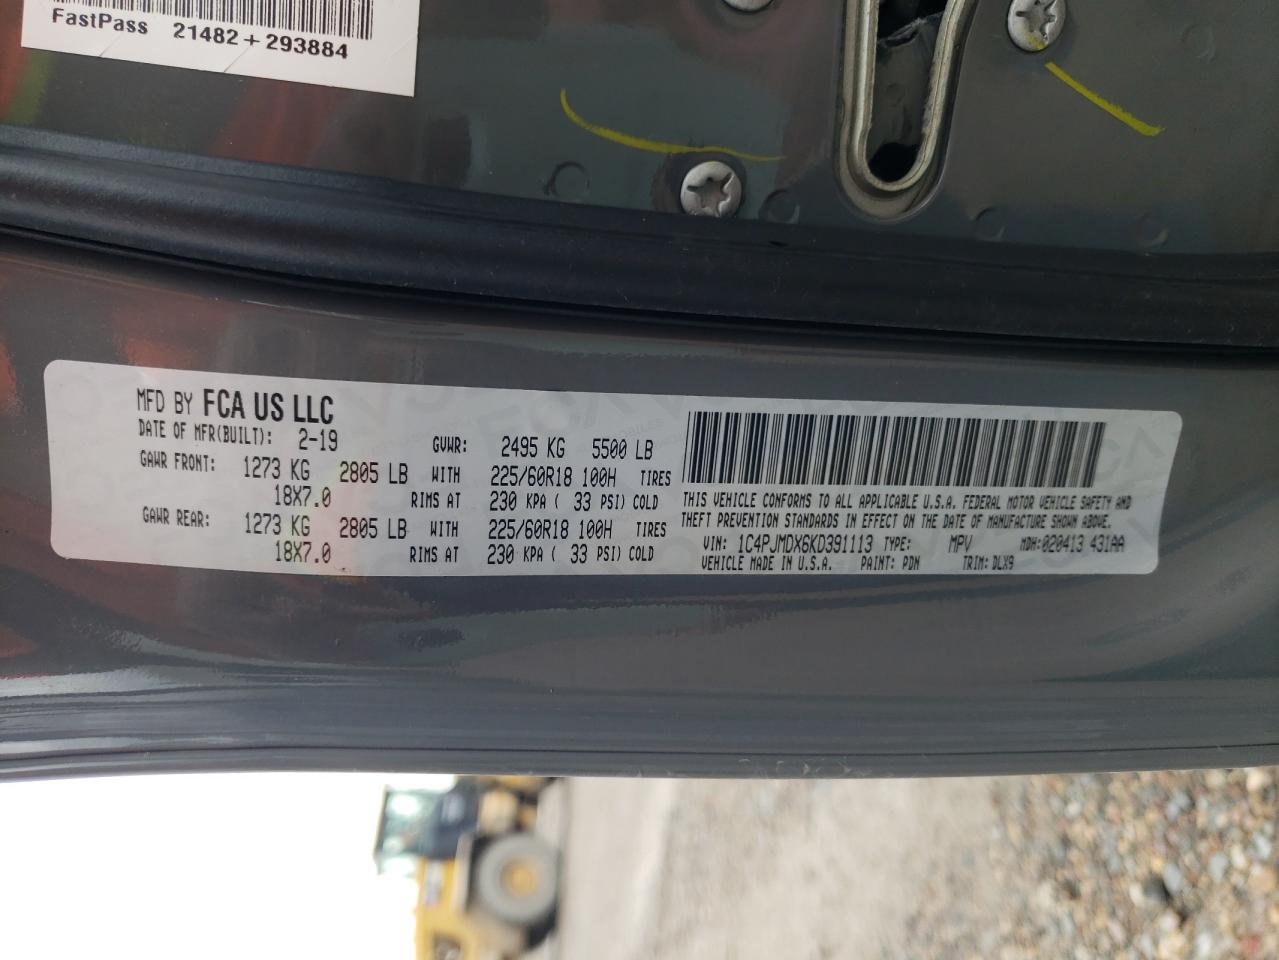 FastPass 21482+293884
MFD BY FCA US LLC
DATE OF MFR(BUILT): 2-19 GVWR: 2495 KG 5500 LB
GAWR FRONT: 1273 KG 2805 LB WITH 225/60R18 100H TIRES
18X7.0 RIMS AT 230 KPA ( 33 PSI) COLD
GAWR REAR: 1273 KG 2805 LB WITH 225/60R18 100H TIRES
18X7.0 RIMS AT 230 KPA ( 33 PSI) COLD
THIS VEHICLE CONFORMS TO ALL APPLICABLE U.S.A. FEDERAL MOTOR VEHICLE SAFETY AND
THEFT PREVENTION STANDARDS IN EFFECT ON THE DATE OF MANUFACTURE SHOWN ABOVE.
VIN: 1C4PJMDX6KD391113 TYPE: MPV MDH:020413 431AA
VEHICLE MADE IN U.S.A. PAINT: PDN TRIM: DLX9